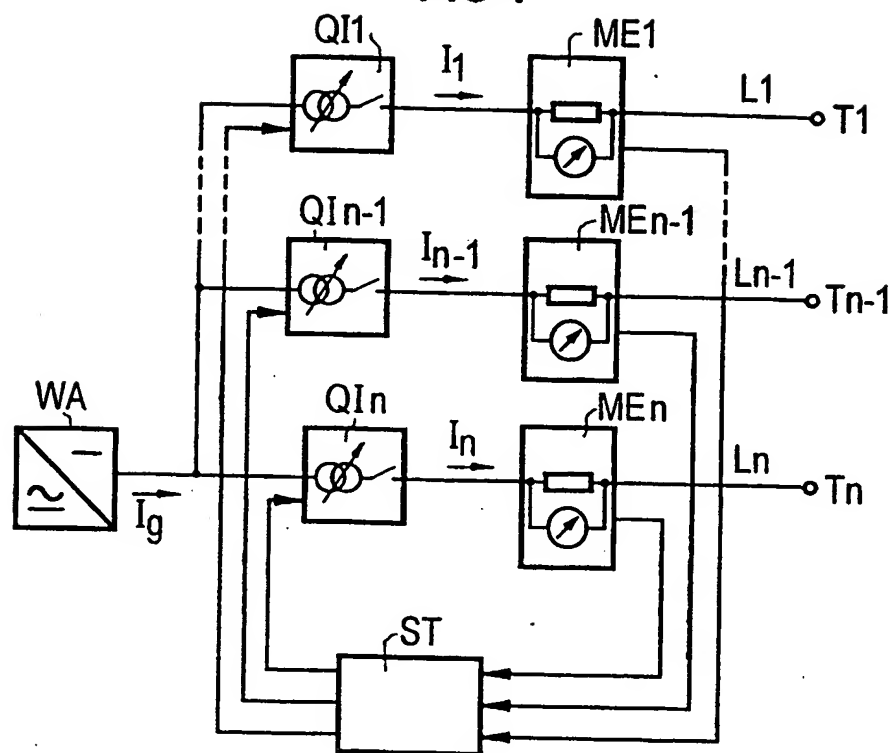 QI1
ME1
I1
L1
T1
QIn-1
MEn-1
In-1
Ln-1
Tn-1
WA
QIn
MEn
In
Ln
Tn
Ig
ST